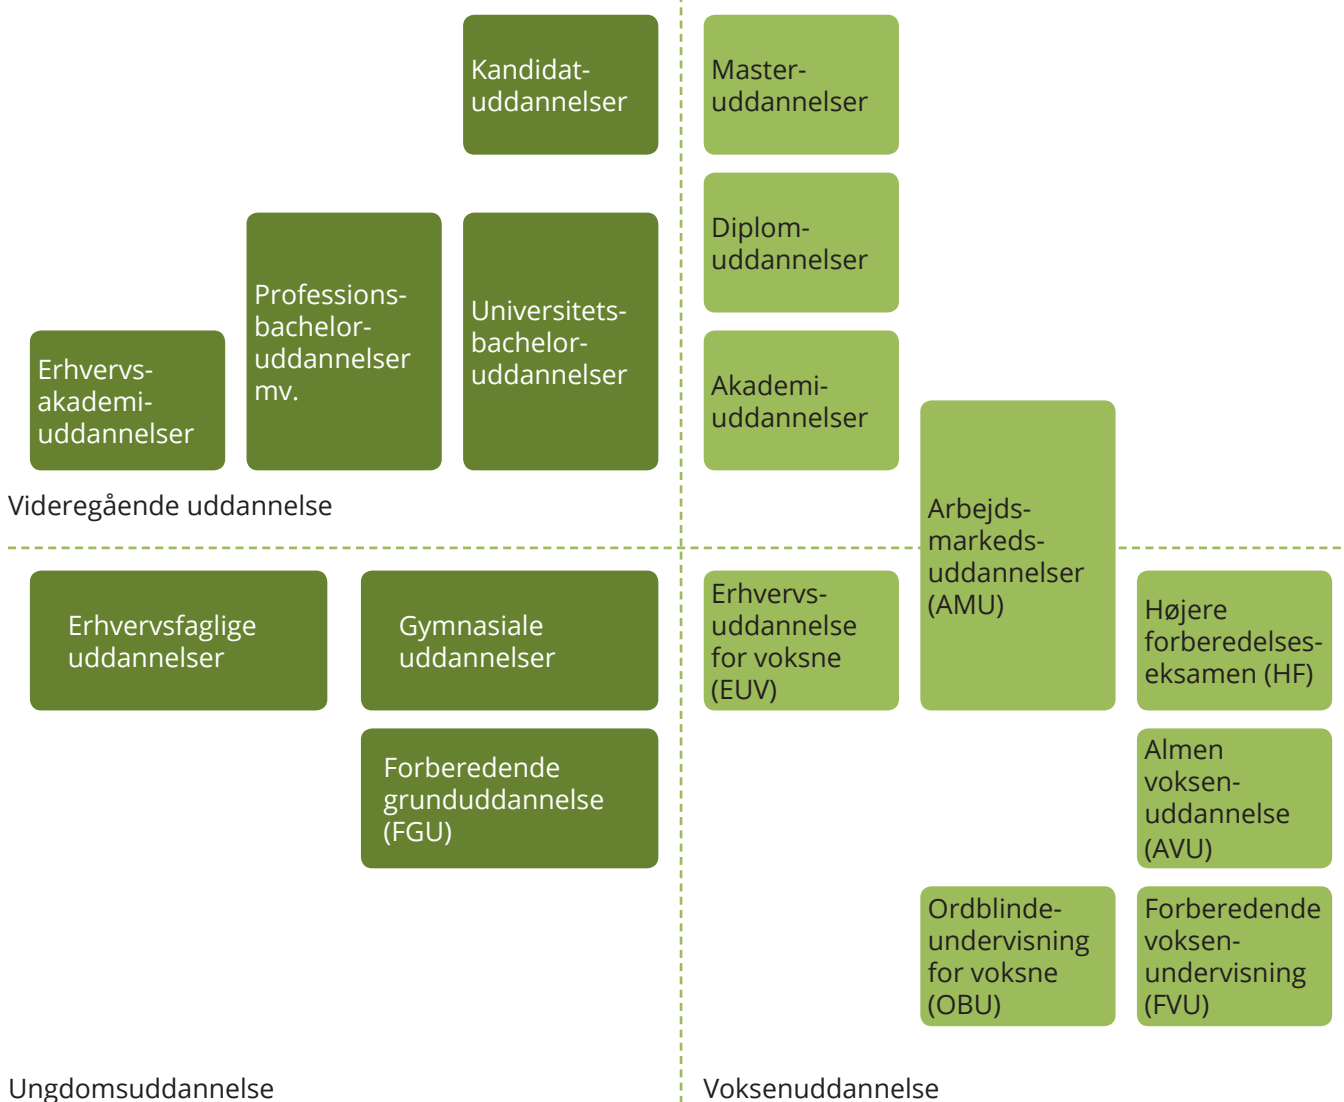 Kandidat-
uddannelser
Master-
uddannelser
Diplom-
uddannelser
Professions-
bachelor-
uddannelser
mv.
Universitets-
bachelor-
uddannelser
Erhvervs-
akademi-
uddannelser
Akademi-
uddannelser
Videregående uddannelse
Arbejds-
markeds-
uddannelser
(AMU)
Erhvervsfaglige
uddannelser
Gymnasiale
uddannelser
Erhvervs-
uddannelse
for voksne
(EUV)
Højere
forberedelses-
eksamen (HF)
Forberedende
grunduddannelse
(FGU)
Almen
voksen-
uddannelse
(AVU)
Ordblinde-
undervisning
for voksne
(OBU)
Forberedende
voksen-
undervisning
(FVU)
Ungdomsuddannelse
Voksenuddannelse